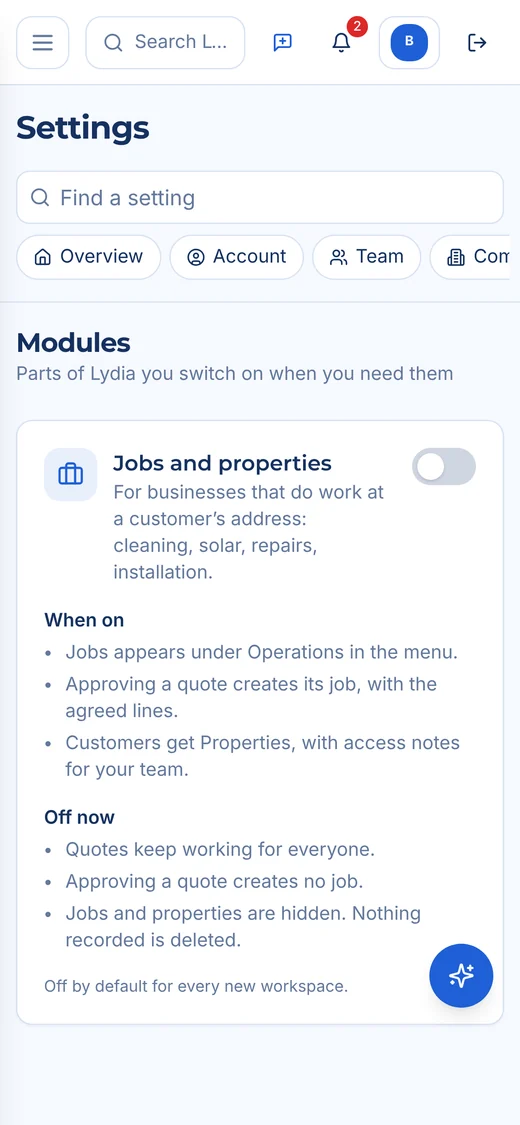 Search L...
2
B
Settings
Find a setting
Overview
Account
Team
Com
Modules
Parts of Lydia you switch on when you need them
Jobs and properties
For businesses that do work at
a customer’s address:
cleaning, solar, repairs,
installation.
When on
• Jobs appears under Operations in the menu.
• Approving a quote creates its job, with the
agreed lines.
• Customers get Properties, with access notes
for your team.
Off now
• Quotes keep working for everyone.
• Approving a quote creates no job.
• Jobs and properties are hidden. Nothing
recorded is deleted.
Off by default for every new workspace.